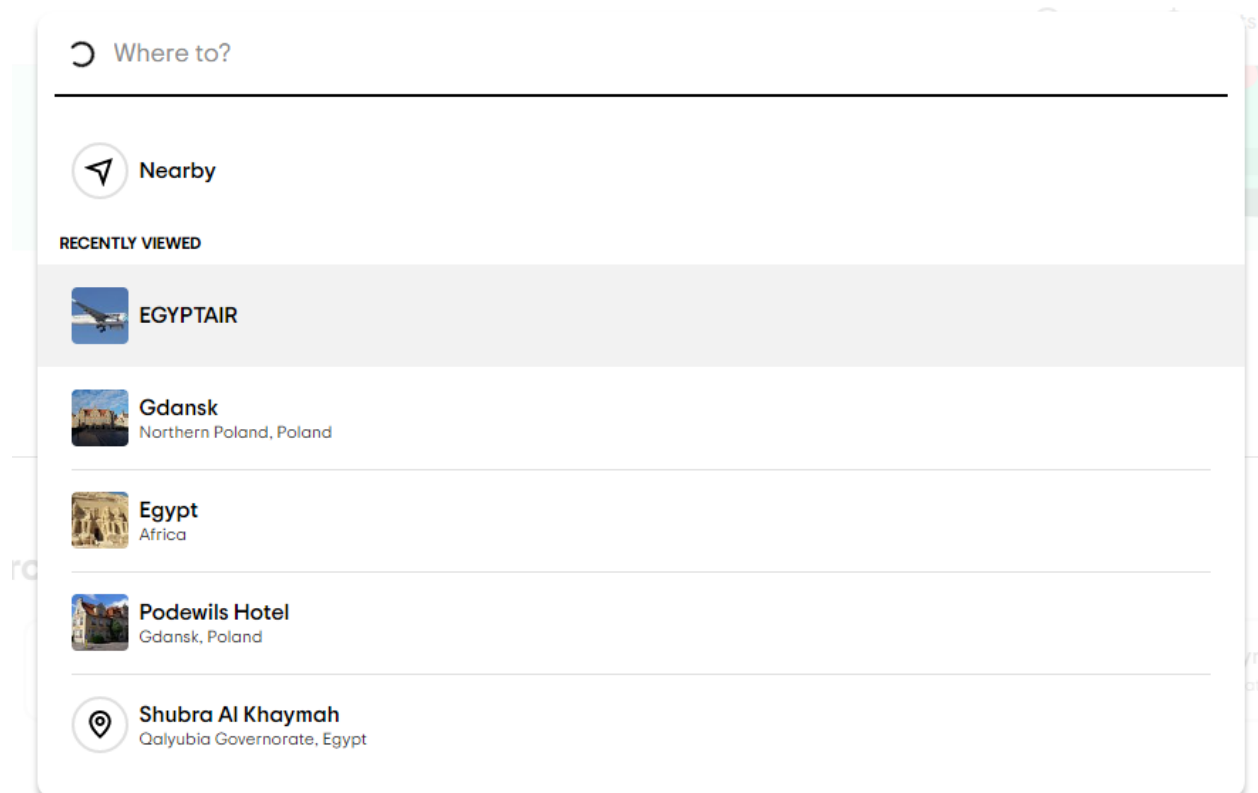 Where to?
Nearby
RECENTLY VIEWED
EGYPTAIR
Gdansk
Northern Poland, Poland
Egypt
Africa
Podewils Hotel
Gdansk, Poland
Shubra Al Khaymah
Qalyubia Governorate, Egypt